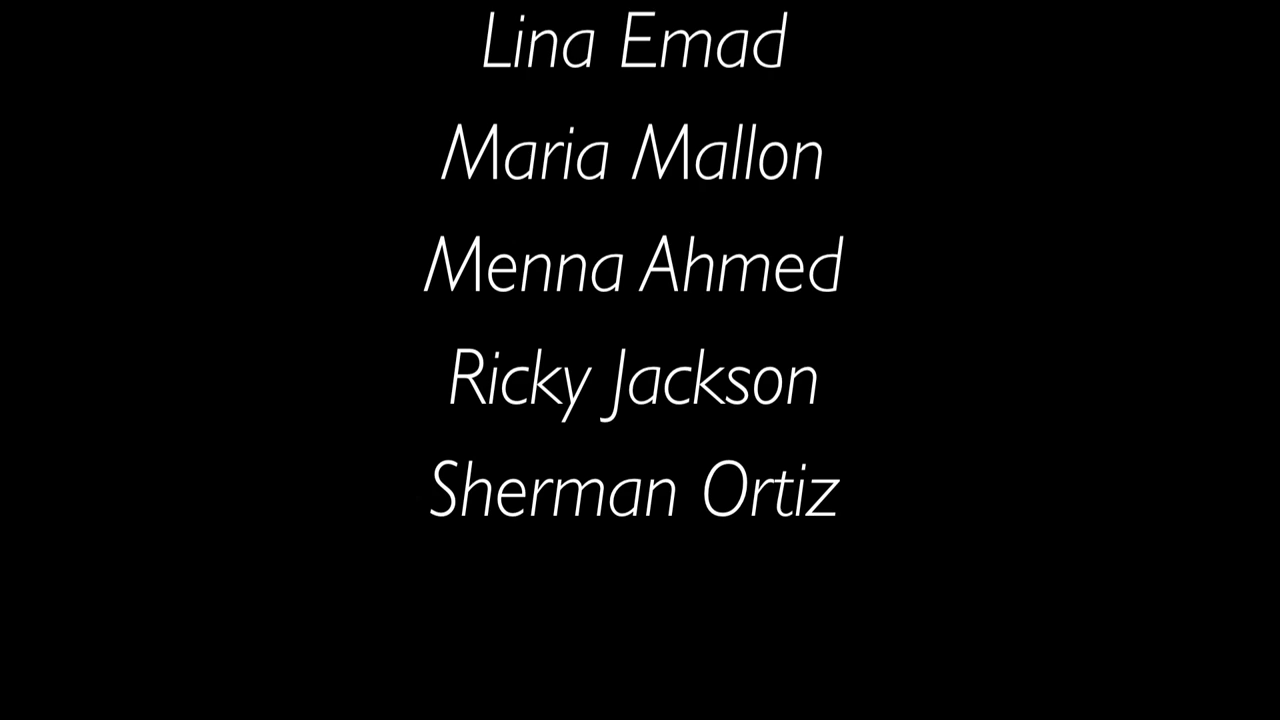 Lina Emad
Maria Mallon
Menna Ahmed
Ricky Jackson
Sherman Ortiz